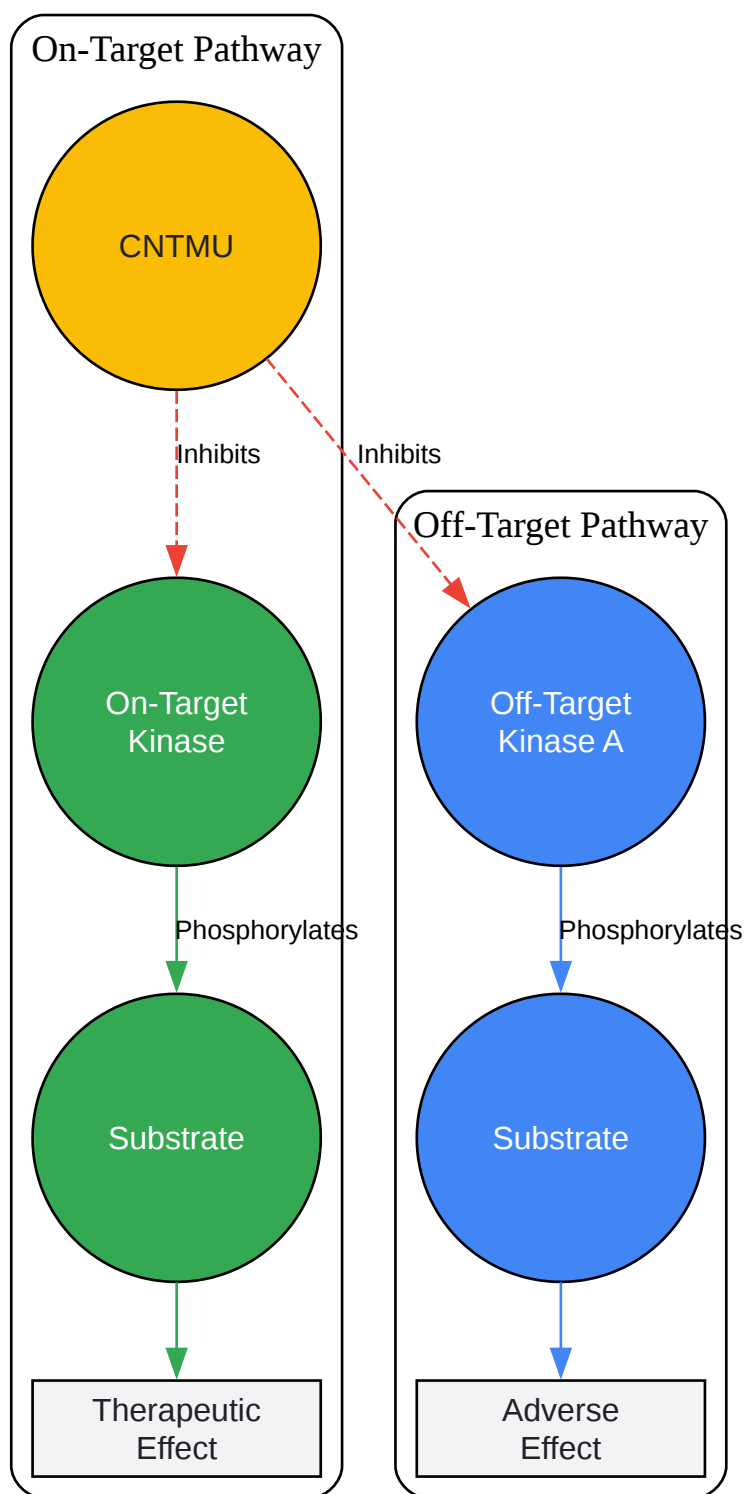 On-Target Pathway
CNTMU
Inhibits
Inhibits
Off-Target Pathway
On-Target
Kinase
Off-Target
Kinase A
Phosphorylates
Phosphorylates
Substrate
Substrate
Therapeutic
Effect
Adverse
Effect